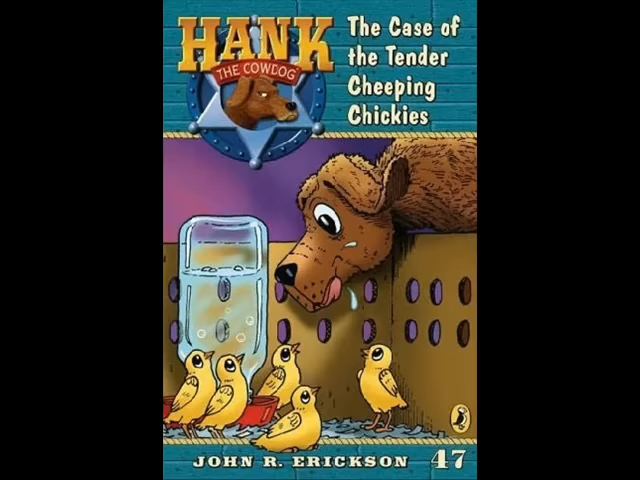 HANK
THE COWDOG
The Case of
the Tender
Cheeping
Chickies
JOHN R. ERICKSON 47